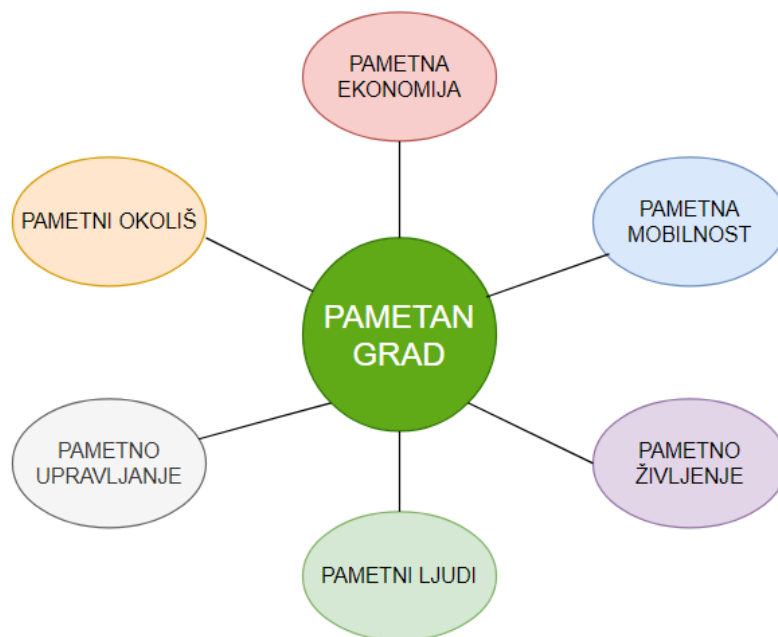 PAMETNA
EKONOMIJA
PAMETNI OKOLIŠ
PAMETNA
MOBILNOST
PAMETAN
GRAD
PAMETNO
UPRAVLJANJE
PAMETNO
ŽIVLJENJE
PAMETNI LJUDI